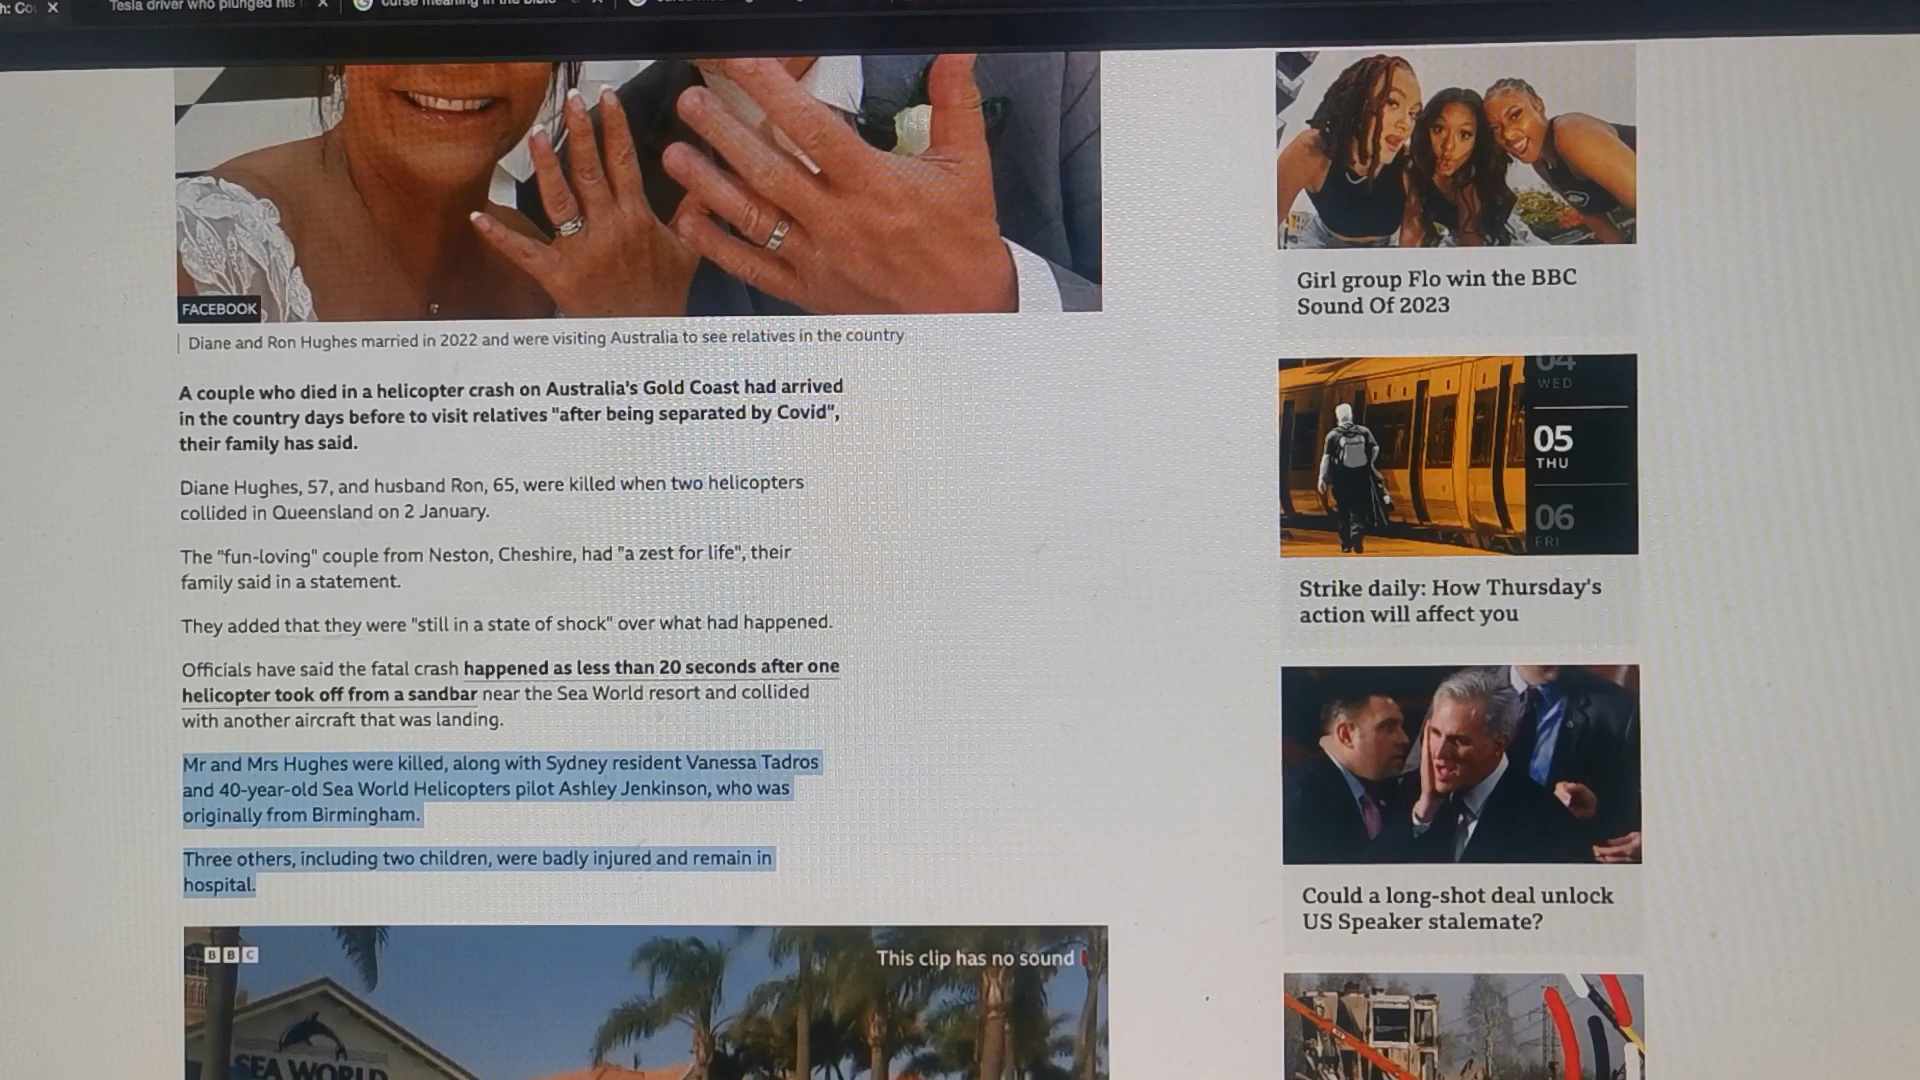 Tesla driver who plunged his
curse meaning in the bible
FACEBOOK
Diane and Ron Hughes married in 2022 and were visiting Australia to see relatives in the country
A couple who died in a helicopter crash on Australia's Gold Coast had arrived
in the country days before to visit relatives "after being separated by Covid",
their family has said.
Diane Hughes, 57, and husband Ron, 65, were killed when two helicopters
collided in Queensland on 2 January.
The "fun-loving" couple from Neston, Cheshire, had "a zest for life", their
family said in a statement.
They added that they were "still in a state of shock" over what had happened.
Officials have said the fatal crash happened as less than 20 seconds after one
helicopter took off from a sandbar near the Sea World resort and collided
with another aircraft that was landing.
Mr and Mrs Hughes were killed, along with Sydney resident Vanessa Tadros
and 40-year-old Sea World Helicopters pilot Ashley Jenkinson, who was
originally from Birmingham.
Three others, including two children, were badly injured and remain in
hospital.
BBC
This clip has no sound
SEA WORLD
Girl group Flo win the BBC
Sound Of 2023
04
WED
05
THU
06
FRI
Strike daily: How Thursday's
action will affect you
Could a long-shot deal unlock
US Speaker stalemate?